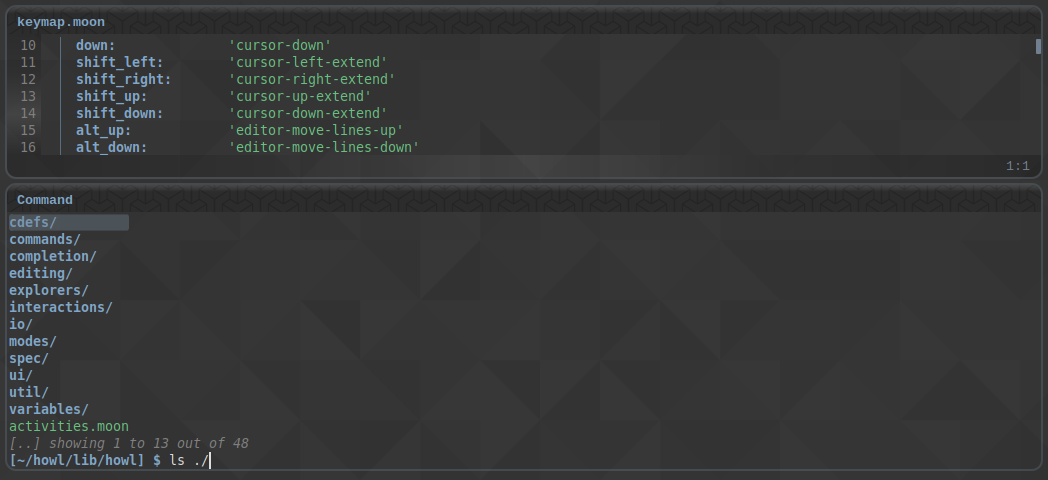 keymap.moon
10 down: 'cursor-down'
11 shift_left: 'cursor-left-extend'
12 shift_right: 'cursor-right-extend'
13 shift_up: 'cursor-up-extend'
14 shift_down: 'cursor-down-extend'
15 alt_up: 'editor-move-lines-up'
16 alt_down: 'editor-move-lines-down'
1:1
Command
cdefs/
commands/
completion/
editing/
explorers/
interactions/
io/
modes/
spec/
ui/
util/
variables/
activities.moon
[..] showing 1 to 13 out of 48
[~/howl/lib/howl] $ ls ./